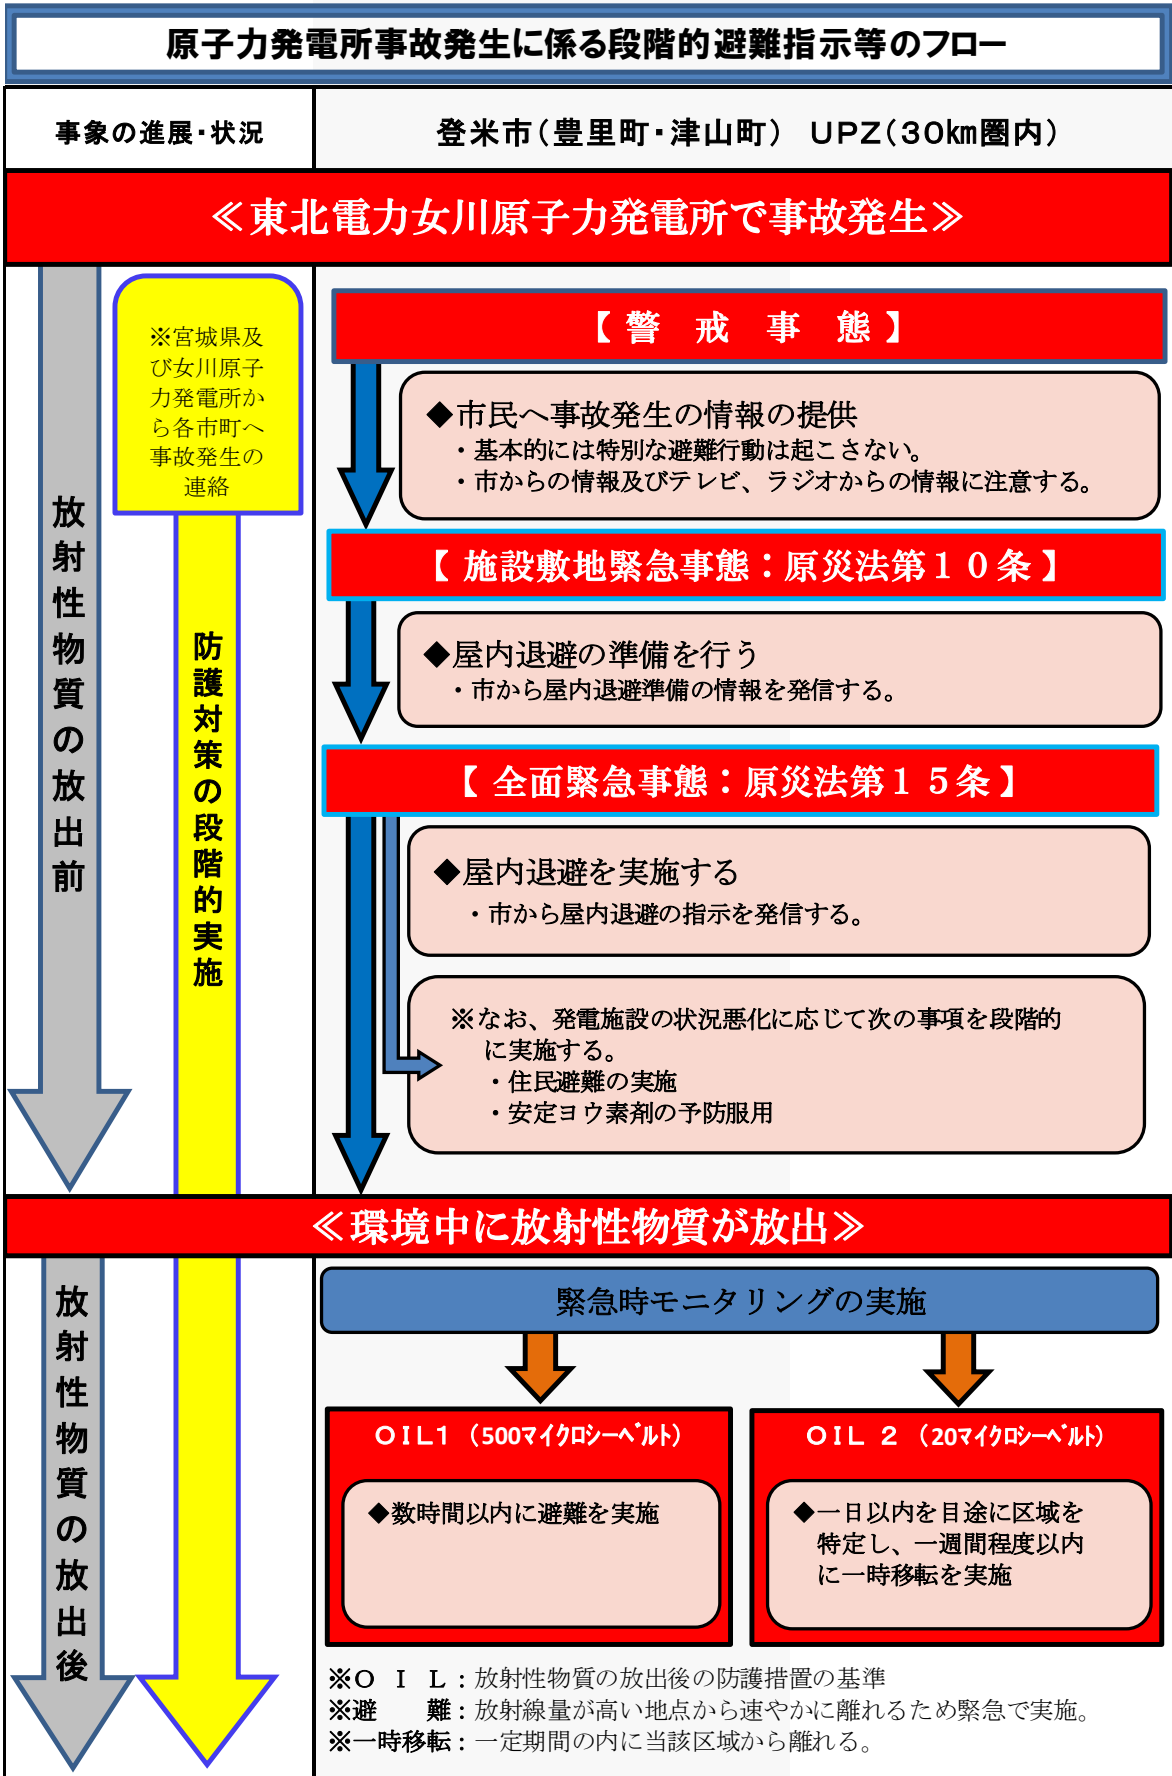 原子力発電所事故発生に係る段階的避難指示等のフロー
事象の進展・状況
登米市(豊里町・津山町) UPZ(30㎞圏内)
≪東北電力女川原子力発電所で事故発生≫
※宮城県及
び女川原子
力発電所か
ら各市町へ
事故発生の
連絡
放射性物質の放出前
防護対策の段階的実施
【 警 戒 事 態 】
◆市民へ事故発生の情報の提供
・基本的には特別な避難行動は起こさない。
・市からの情報及びテレビ、ラジオからの情報に注意する。
【 施設敷地緊急事態：原災法第１０条 】
◆屋内退避の準備を行う
・市から屋内退避準備の情報を発信する。
【 全面緊急事態：原災法第１５条 】
◆屋内退避を実施する
・市から屋内退避の指示を発信する。
※なお、発電施設の状況悪化に応じて次の事項を段階的
に実施する。
・住民避難の実施
・安定ヨウ素剤の予防服用
≪環境中に放射性物質が放出≫
放射性物質の放出後
緊急時モニタリングの実施
ＯＩＬ１ （500ﾏｲｸﾛｼｰﾍﾞﾙﾄ）
◆数時間以内に避難を実施
ＯＩＬ ２ （20ﾏｲｸﾛｼｰﾍﾞﾙﾄ）
◆一日以内を目途に区域を
特定し、一週間程度以内
に一時移転を実施
※Ｏ Ｉ Ｌ：放射性物質の放出後の防護措置の基準
※避　　難：放射線量が高い地点から速やかに離れるため緊急で実施。
※一時移転：一定期間の内に当該区域から離れる。